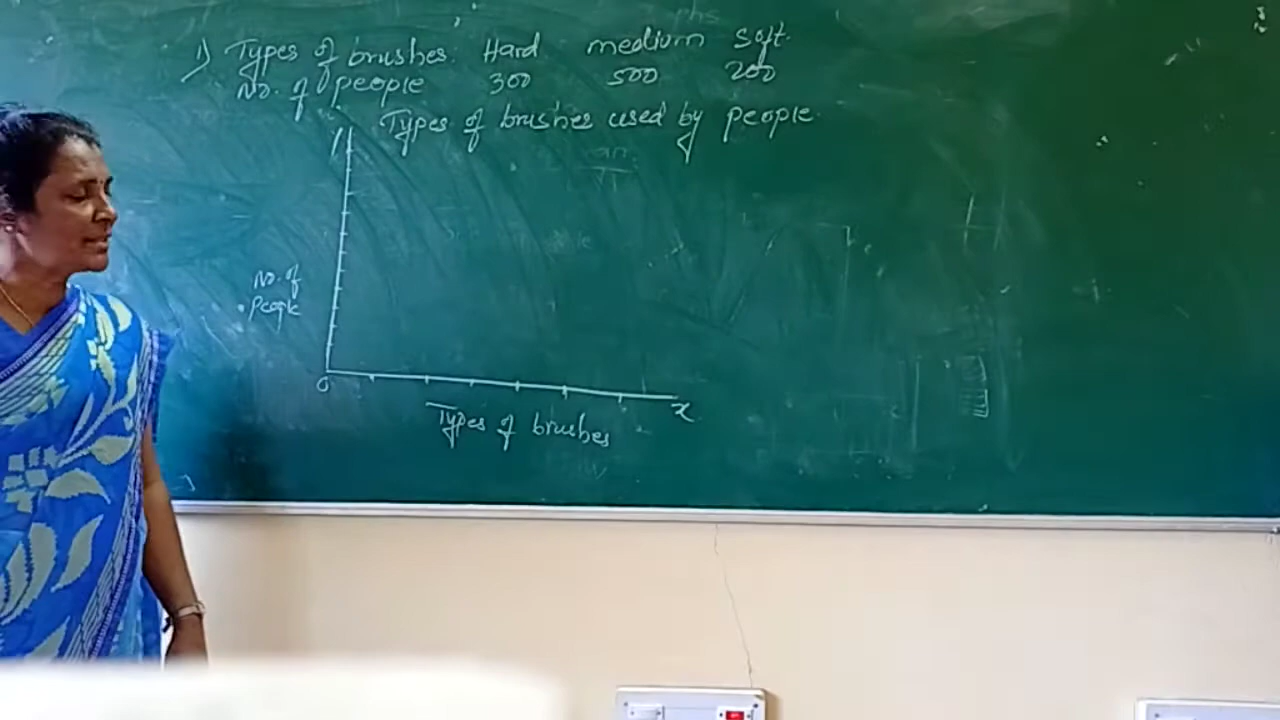 1) Types of brushes. Hard medium soft.
No. of people 300 500 200
Types of brushes used by people.
Y
No. of
People
0
x
Types of brushes